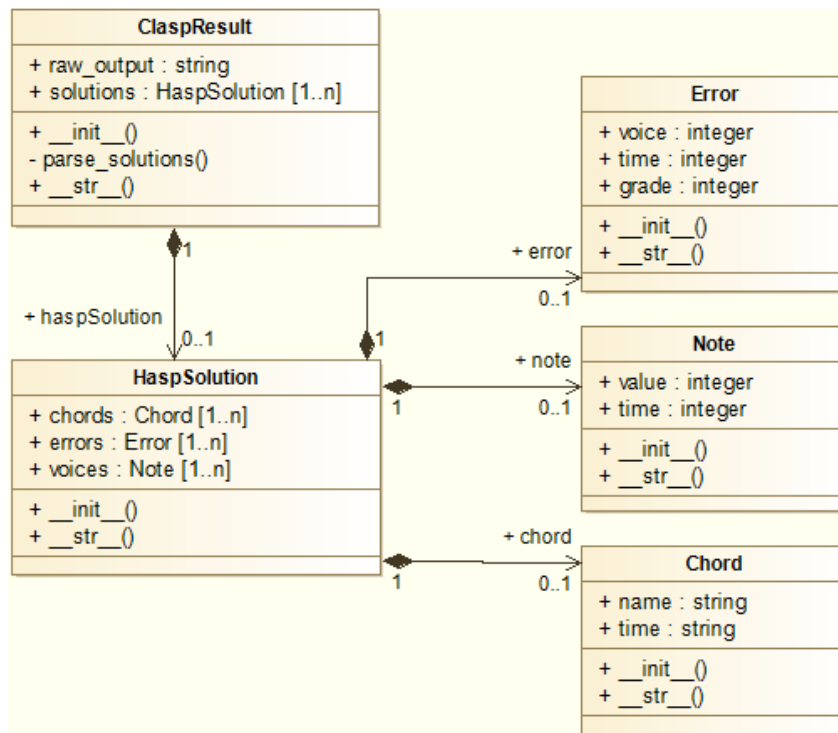 ClaspResult
+ raw_output : string
+ solutions : HaspSolution [1..n]
+ __init__()
- parse_solutions()
+ __str__()
1
+ haspSolution
0..1
HaspSolution
+ chords : Chord [1..n]
+ errors : Error [1..n]
+ voices : Note [1..n]
+ __init__()
+ __str__()
1
+ error
0..1
Error
+ voice : integer
+ time : integer
+ grade : integer
+ __init__()
+ __str__()
1
+ note
0..1
Note
+ value : integer
+ time : integer
+ __init__()
+ __str__()
1
+ chord
0..1
Chord
+ name : string
+ time : string
+ __init__()
+ __str__()